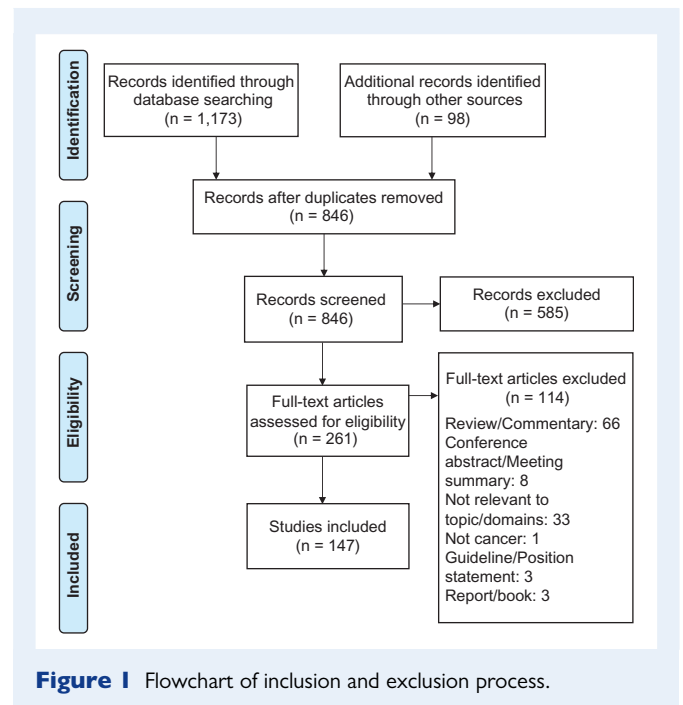 Identification
Records identified through
database searching
(n = 1,173)
Additional records identified
through other sources
(n = 98)
Records after duplicates removed
(n = 846)
Screening
Records screened
(n = 846)
Records excluded
(n = 585)
Eligibility
Full-text articles
assessed for eligibility
(n = 261)
Full-text articles excluded
(n = 114)
Review/Commentary: 66
Conference
abstract/Meeting
summary: 8
Not relevant to
topic/domains: 33
Not cancer: 1
Guideline/Position
statement: 3
Report/book: 3
Included
Studies included
(n = 147)
Figure 1 Flowchart of inclusion and exclusion process.